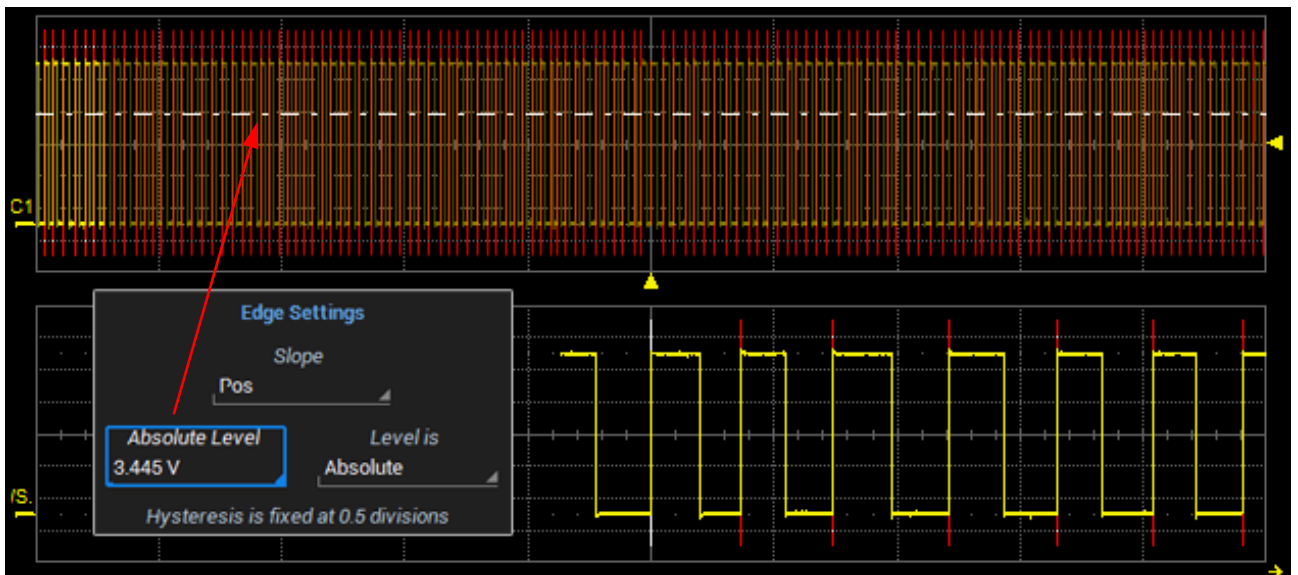 C1
Edge Settings
Slope
Pos
Absolute Level
Level is
3.445 V
Absolute
Hysteresis is fixed at 0.5 divisions